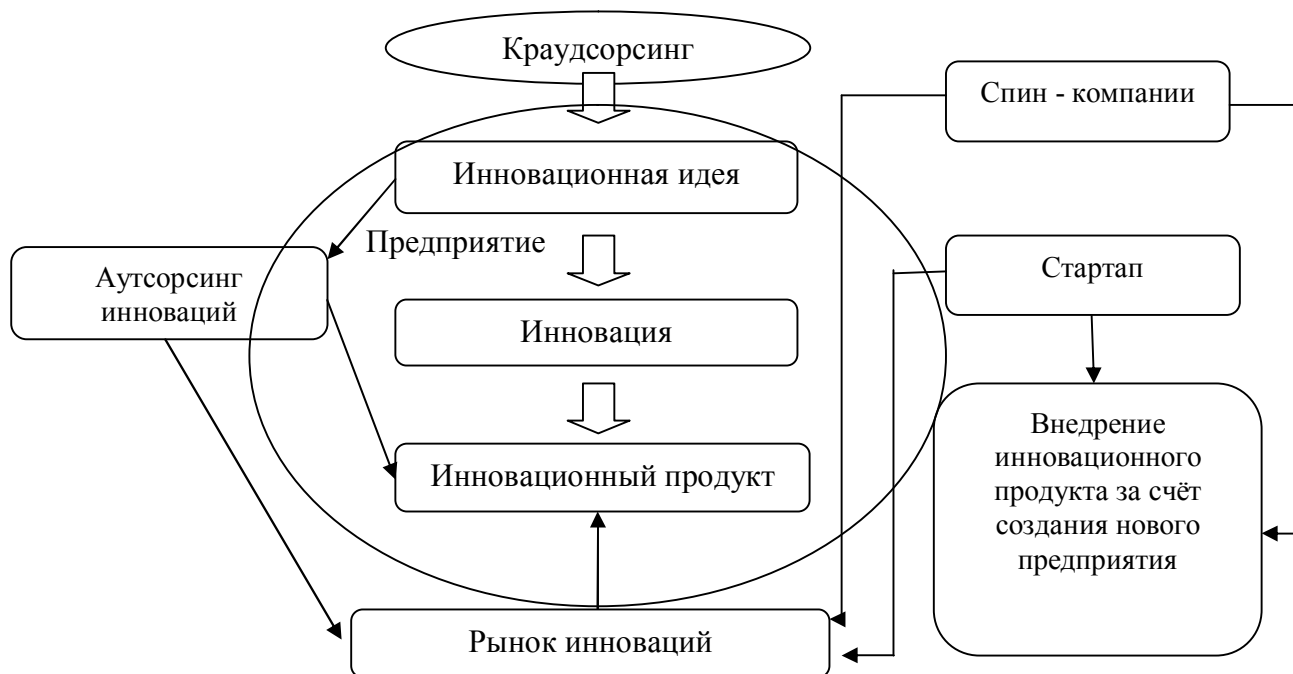 Краудсорсинг
Спин - компании
Инновационная идея
Предприятие
Аутсорсинг
инноваций
Стартап
Инновация
Внедрение
инновационного
продукта за счёт
создания нового
предприятия
Инновационный продукт
Рынок инноваций